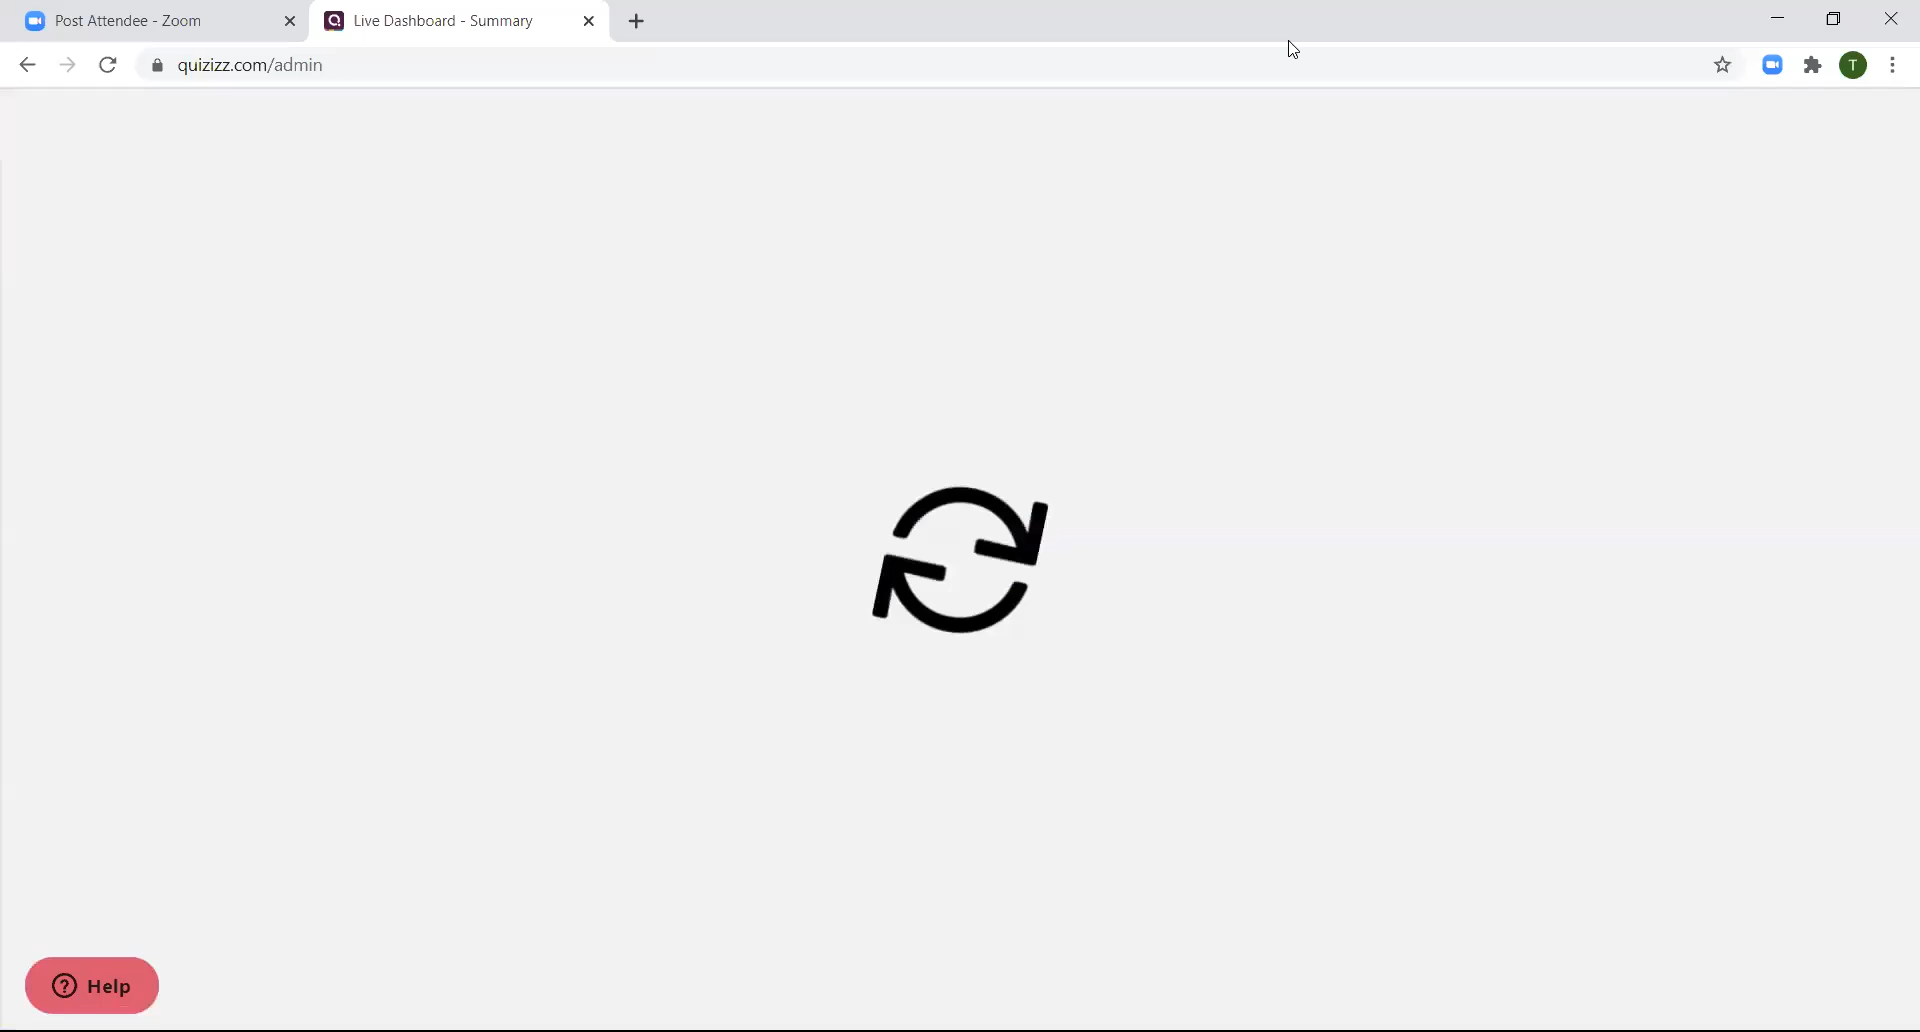 Post Attendee - Zoom
Live Dashboard - Summary
quizizz.com/admin
T
? Help